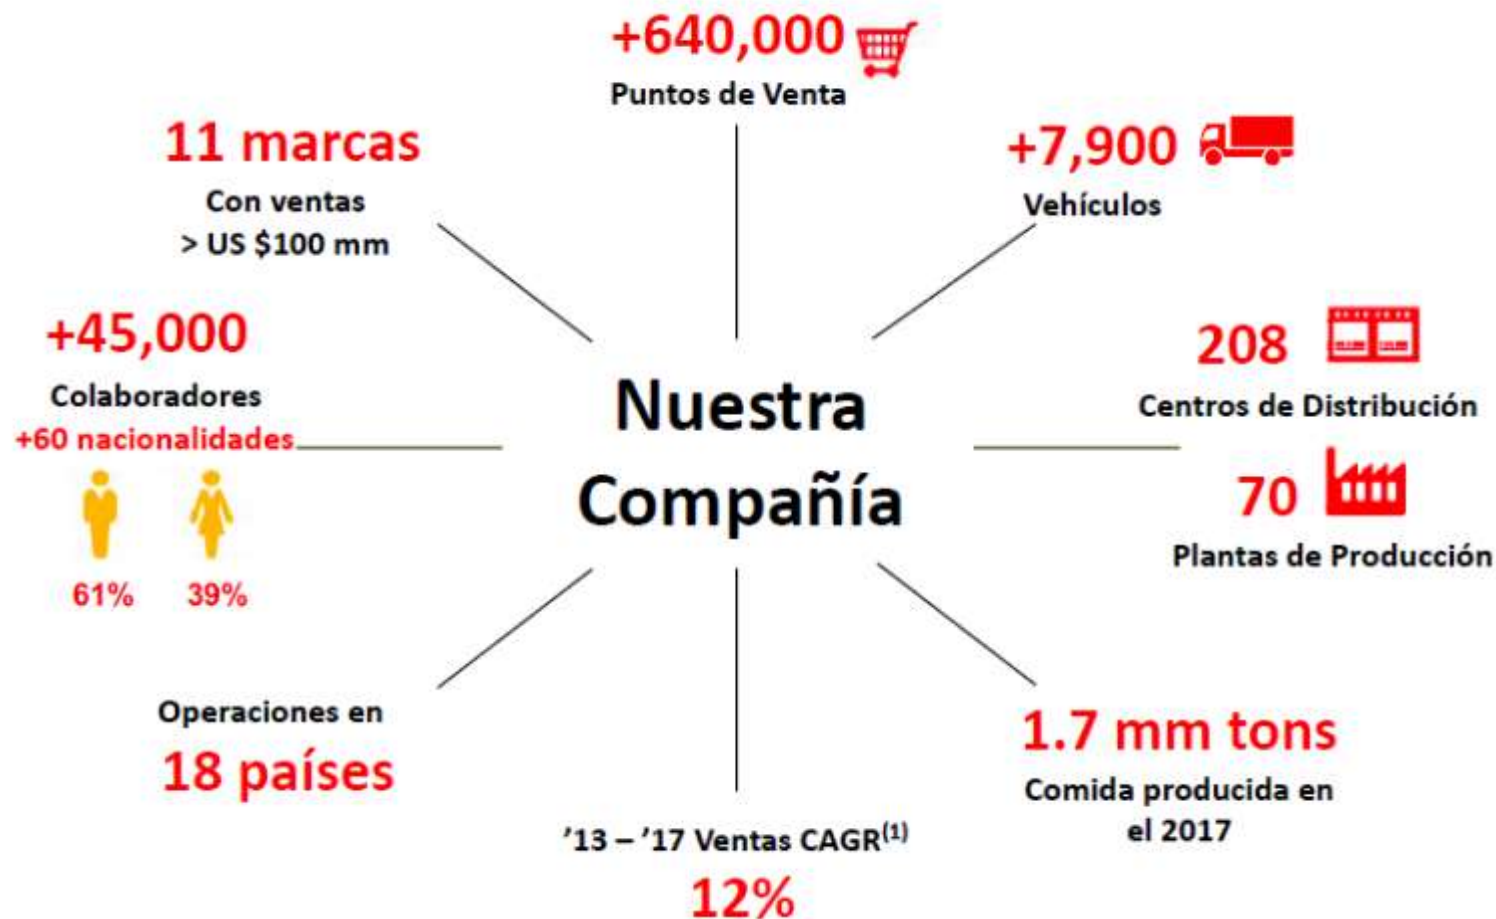 +640,000
Puntos de Venta
11 marcas
Con ventas
> US $100 mm
+7,900
Vehículos
+45,000
Colaboradores
+60 nacionalidades
61% 39%
Nuestra
Compañía
208
Centros de Distribución
70
Plantas de Producción
Operaciones en
18 países
1.7 mm tons
Comida producida en
el 2017
’13 – ’17 Ventas CAGR(1)
12%